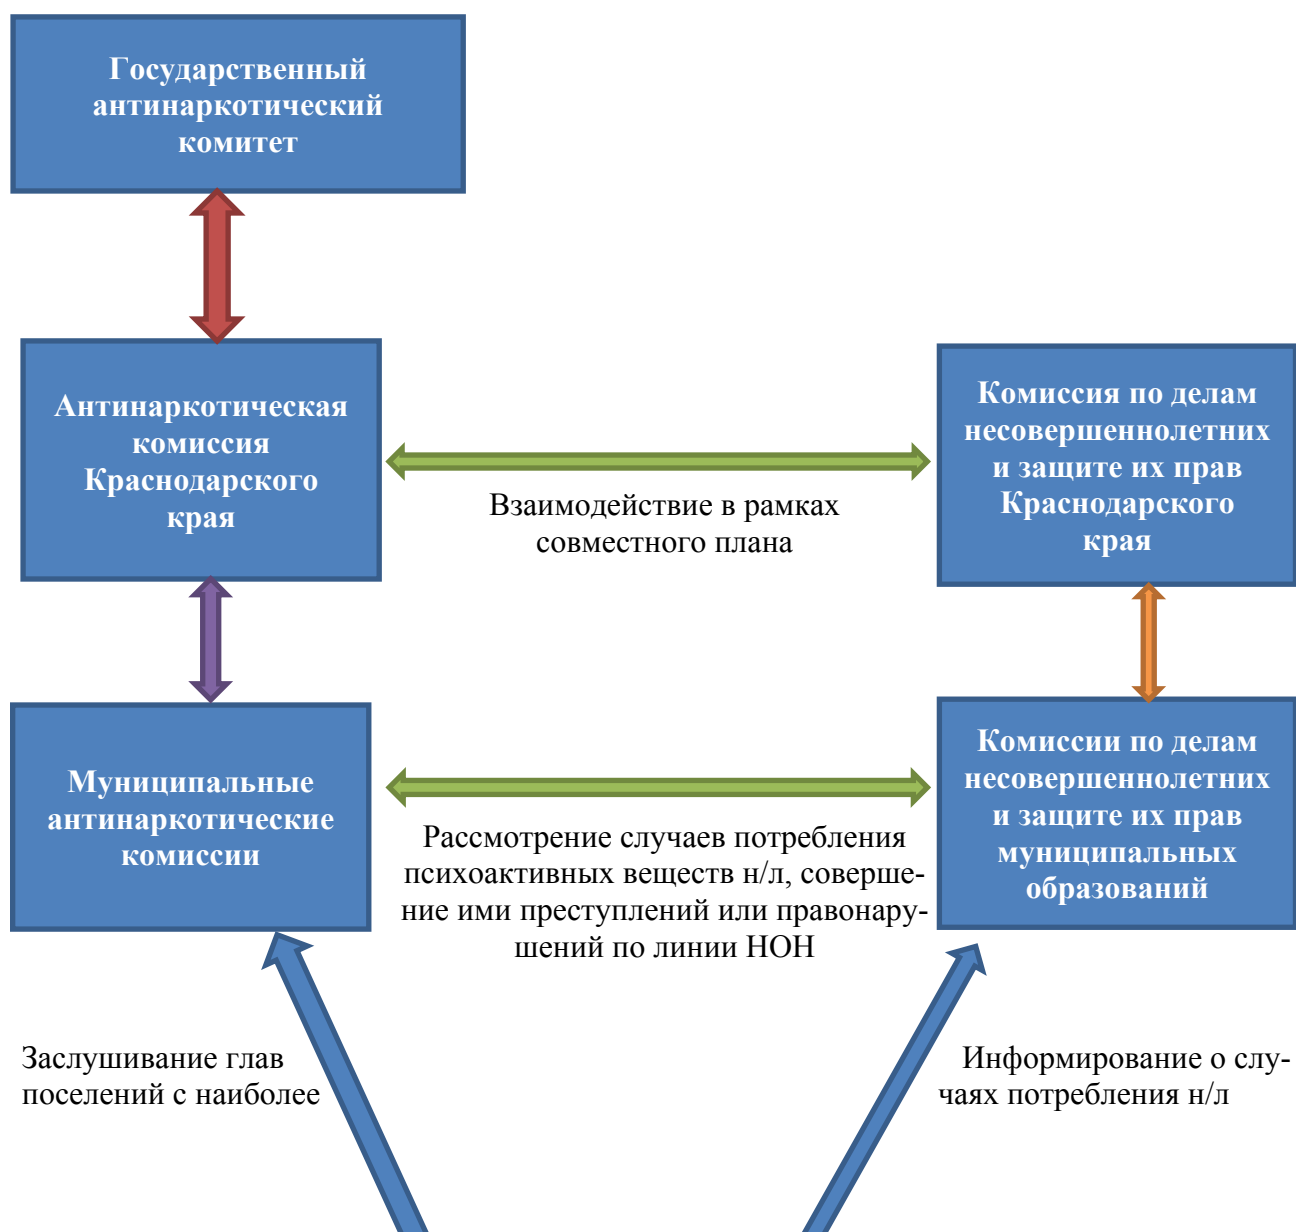 Государственный
антинаркотический
комитет
Антинаркотическая
комиссия
Краснодарского
края
Взаимодействие в рамках
совместного плана
Комиссия по делам
несовершеннолетних
и защите их прав
Краснодарского
края
Муниципальные
антинаркотические
комиссии
Рассмотрение случаев потребления
психоактивных веществ н/л, соверше-
ние ими преступлений или правонару-
шений по линии НОН
Комиссии по делам
несовершеннолетних
и защите их прав
муниципальных
образований
Заслушивание глав
поселений с наиболее
Информирование о слу-
чаях потребления н/л